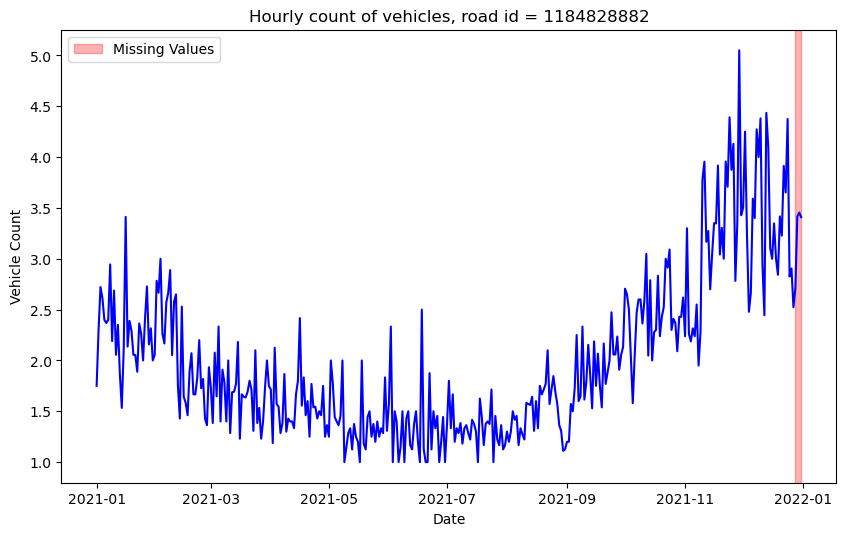 Hourly count of vehicles, road id = 1184828882
Missing Values
5.0
4.5
4.0
3.5
3.0
2.5
2.0
1.5
1.0
Vehicle Count
2021-01 2021-03 2021-05 2021-07 2021-09 2021-11 2022-01
Date